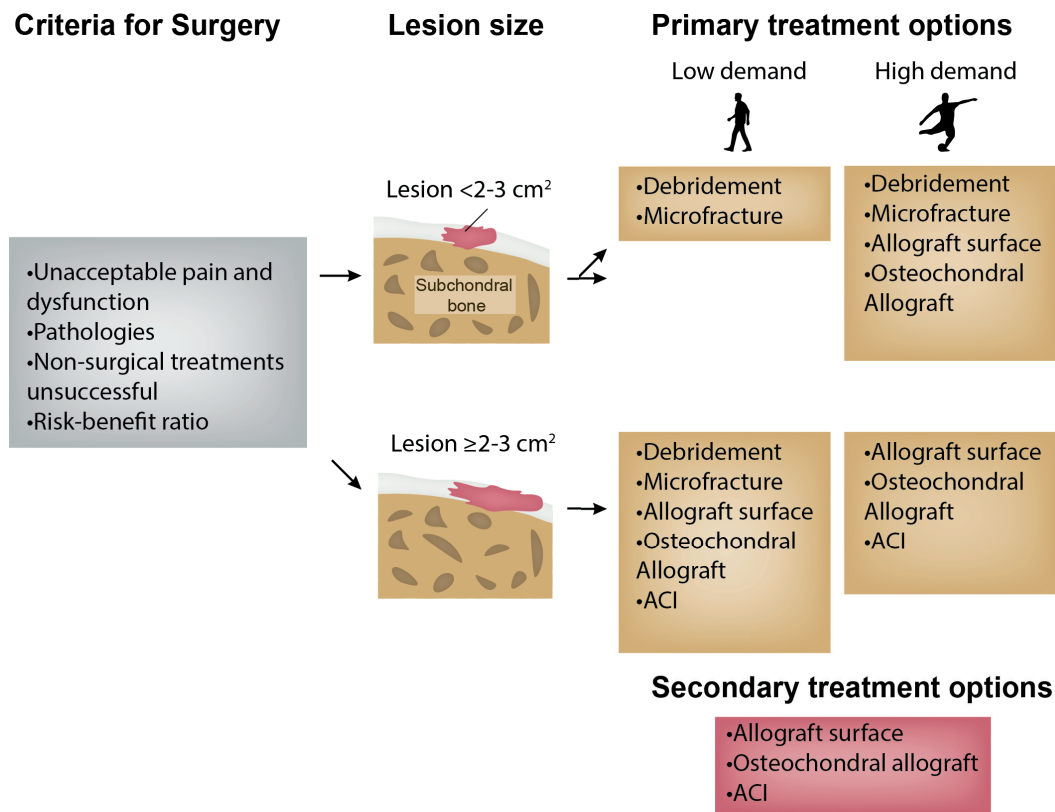 Criteria for Surgery
Lesion size
Primary treatment options
Low demand
High demand
•Unacceptable pain and
dysfunction
•Pathologies
•Non-surgical treatments
unsuccessful
•Risk-benefit ratio
Lesion <2-3 cm²
Subchondral
bone
•Debridement
•Microfracture
•Debridement
•Microfracture
•Allograft surface
•Osteochondral
Allograft
Lesion ≥2-3 cm²
•Debridement
•Microfracture
•Allograft surface
•Osteochondral
Allograft
•ACI
•Allograft surface
•Osteochondral
Allograft
•ACI
Secondary treatment options
•Allograft surface
•Osteochondral allograft
•ACI